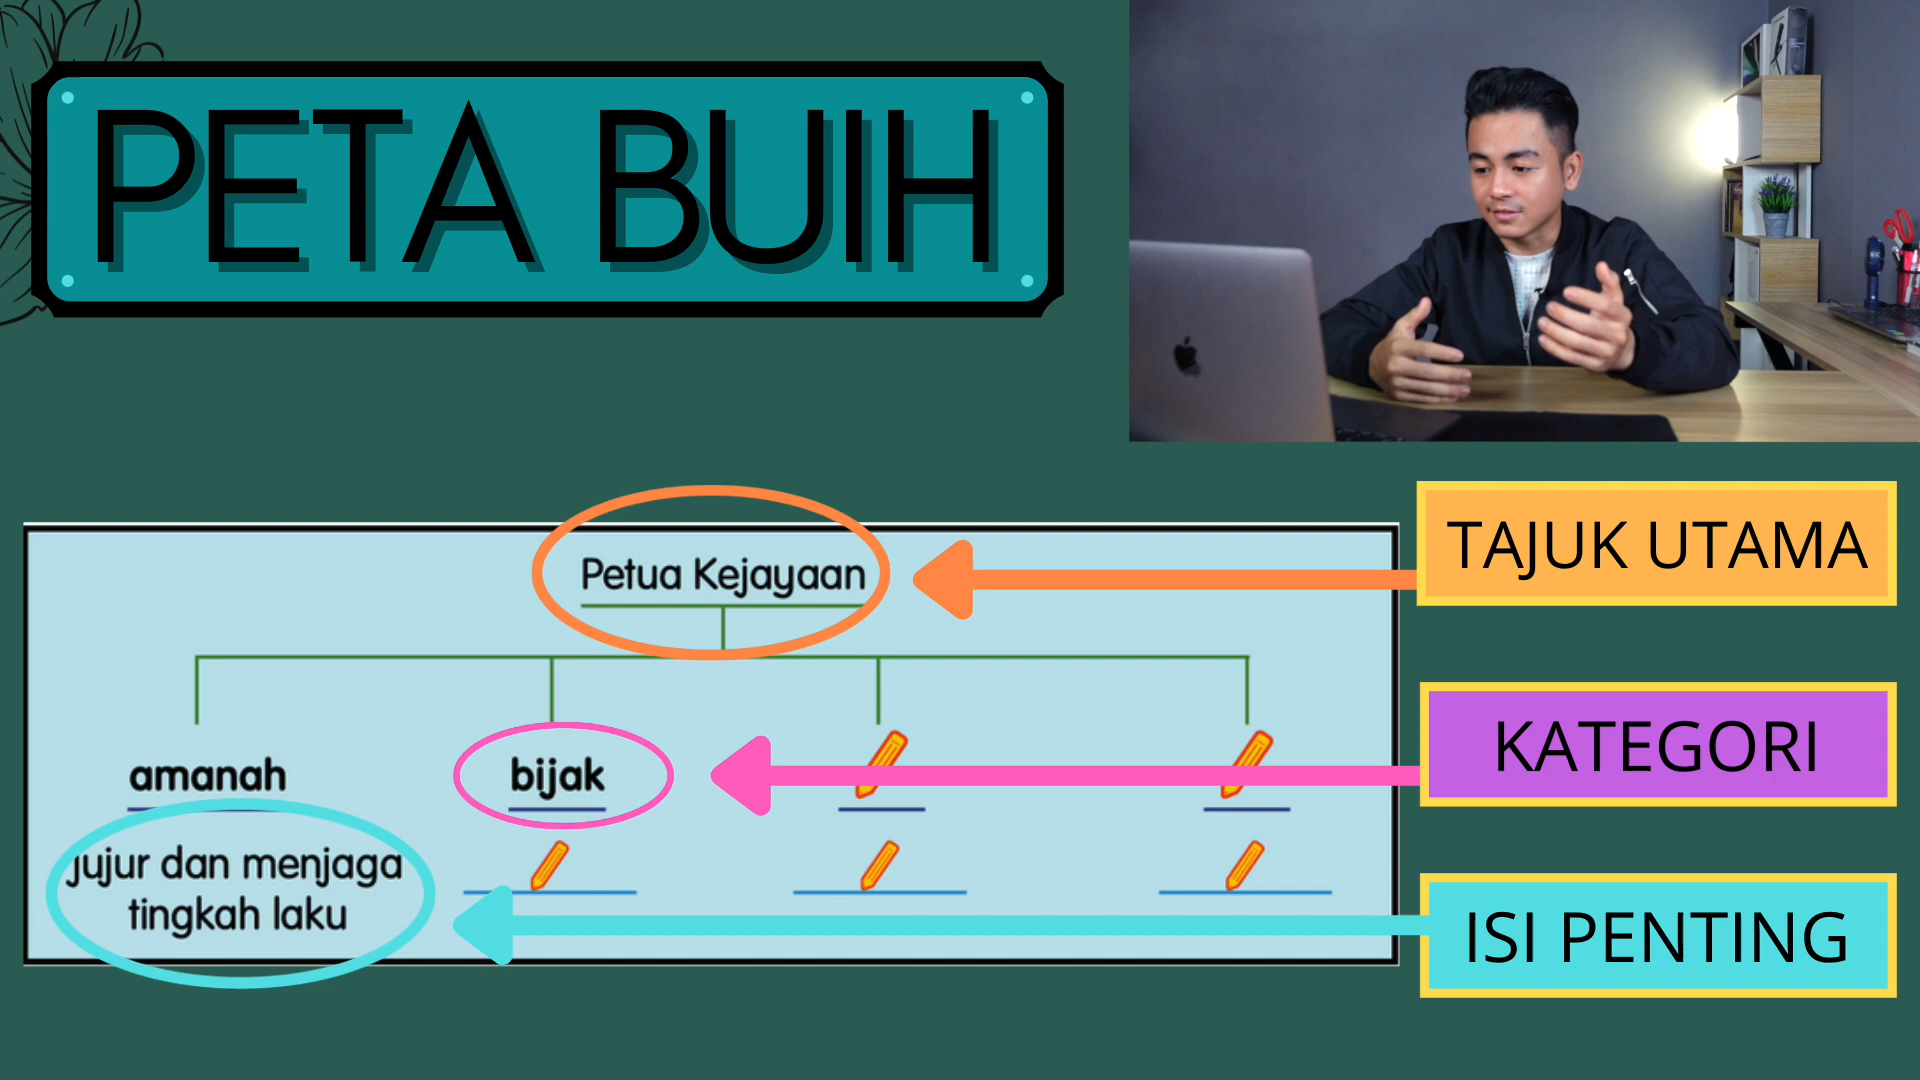 PETA BUIH
Petua Kejayaan
TAJUK UTAMA
amanah
bijak
KATEGORI
jujur dan menjaga
tingkah laku
ISI PENTING